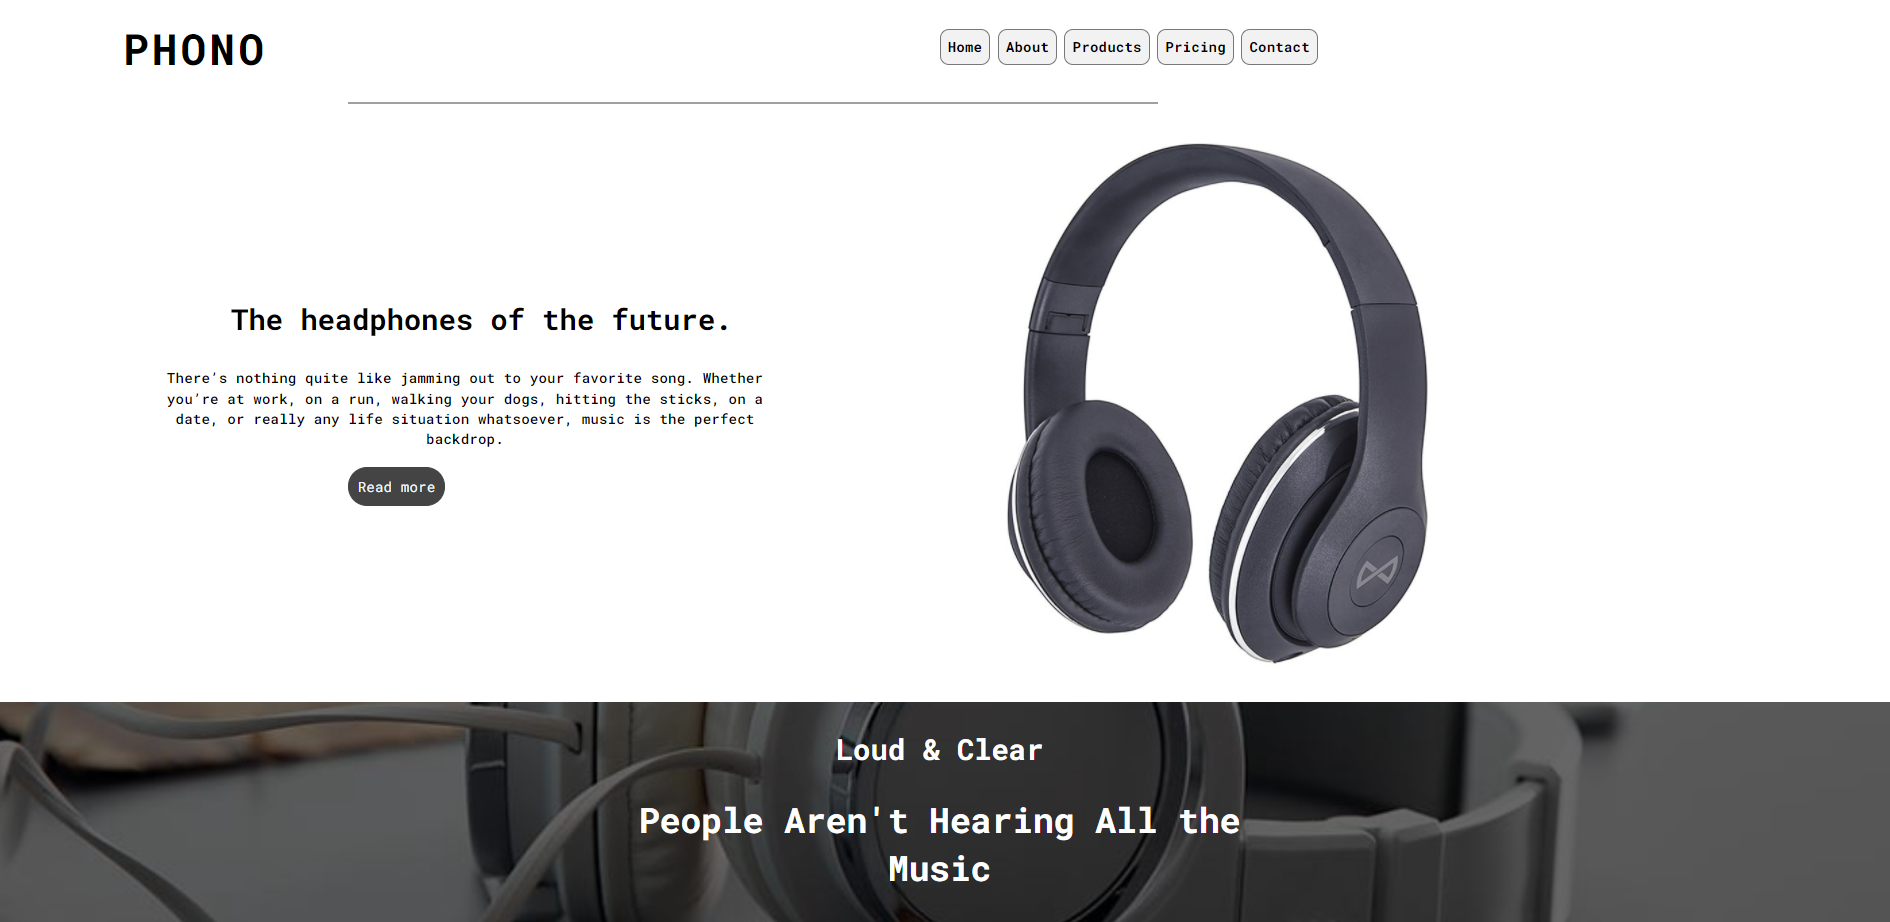 PHONO
Home About Products Pricing Contact
The headphones of the future.
There’s nothing quite like jamming out to your favorite song. Whether
you’re at work, on a run, walking your dogs, hitting the sticks, on a
date, or really any life situation whatsoever, music is the perfect
backdrop.
Read more
Loud & Clear
People Aren't Hearing All the
Music